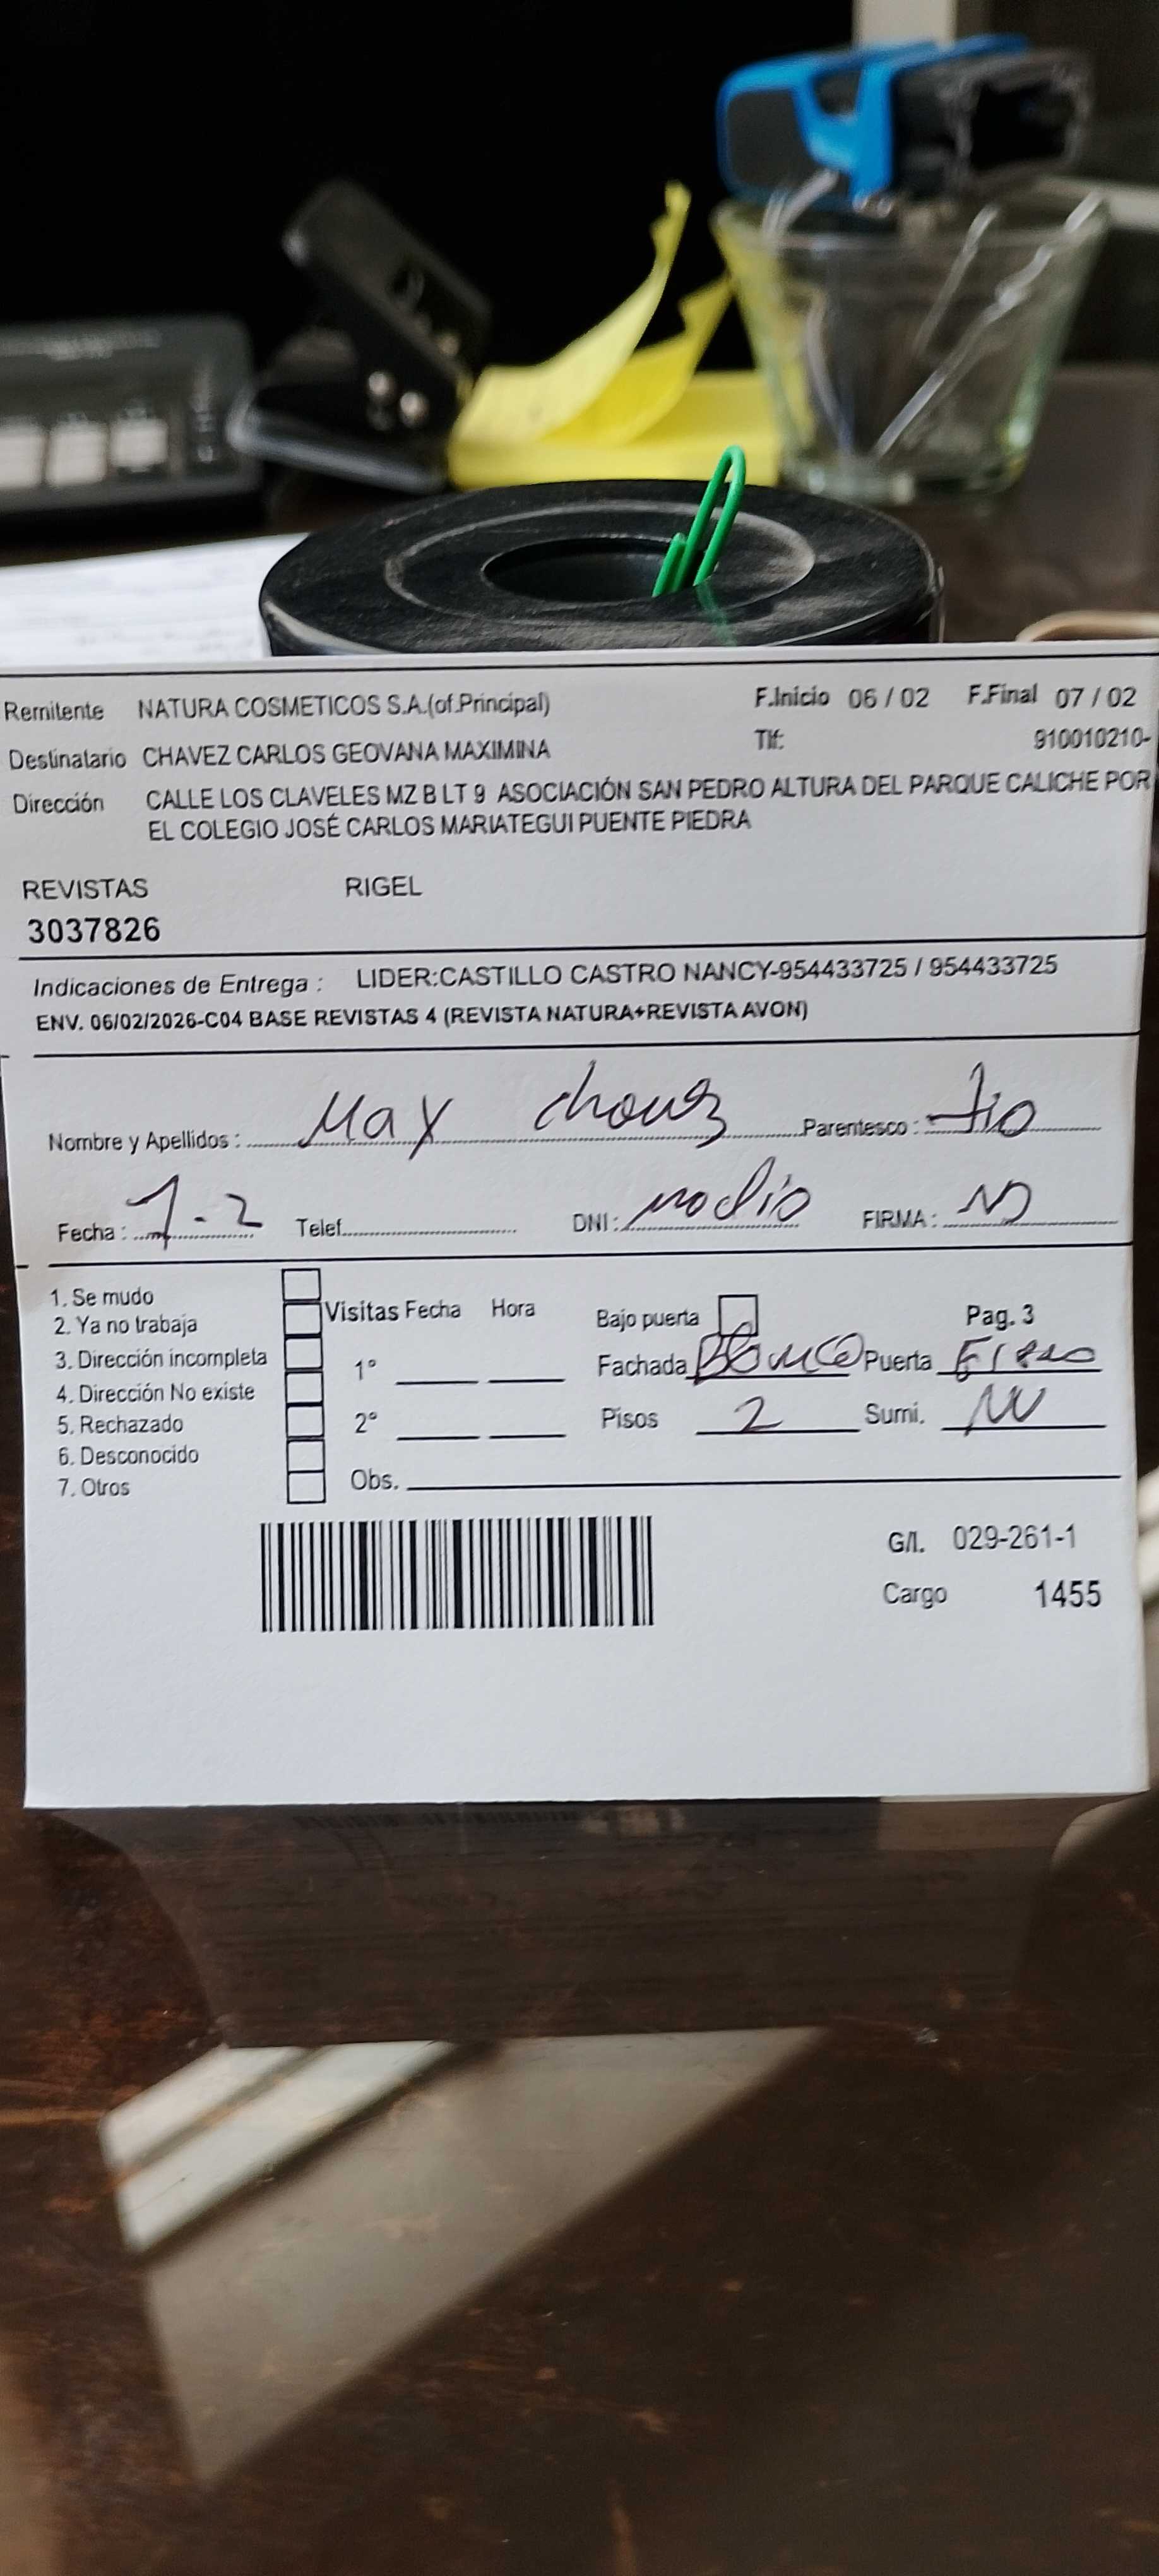 Remitente NATURA COSMETICOS S.A.(of.Principal) F.Inicio 06 / 02 F.Final 07 / 02
Destinatario CHAVEZ CARLOS GEOVANA MAXIMINA Tlf: 910010210-
Dirección CALLE LOS CLAVELES MZ B LT 9 ASOCIACIÓN SAN PEDRO ALTURA DEL PARQUE CALICHE POR
EL COLEGIO JOSÉ CARLOS MARIATEGUI PUENTE PIEDRA
REVISTAS RIGEL
3037826
Indicaciones de Entrega : LIDER:CASTILLO CASTRO NANCY-954433725 / 954433725
ENV. 06/02/2026-C04 BASE REVISTAS 4 (REVISTA NATURA+REVISTA AVON)
Nombre y Apellidos : Max Chavez Parentesco : tio
Fecha : 7-2 Telef. DNI : no dio FIRMA :
1. Se mudo
2. Ya no trabaja Visitas Fecha Hora Bajo puerta Pag. 3
3. Dirección incompleta 1° Fachada Blanco Puerta Fierro
4. Dirección No existe
5. Rechazado 2° Pisos 2 Sumi.
6. Desconocido
7. Otros Obs.
G/I. 029-261-1
Cargo 1455